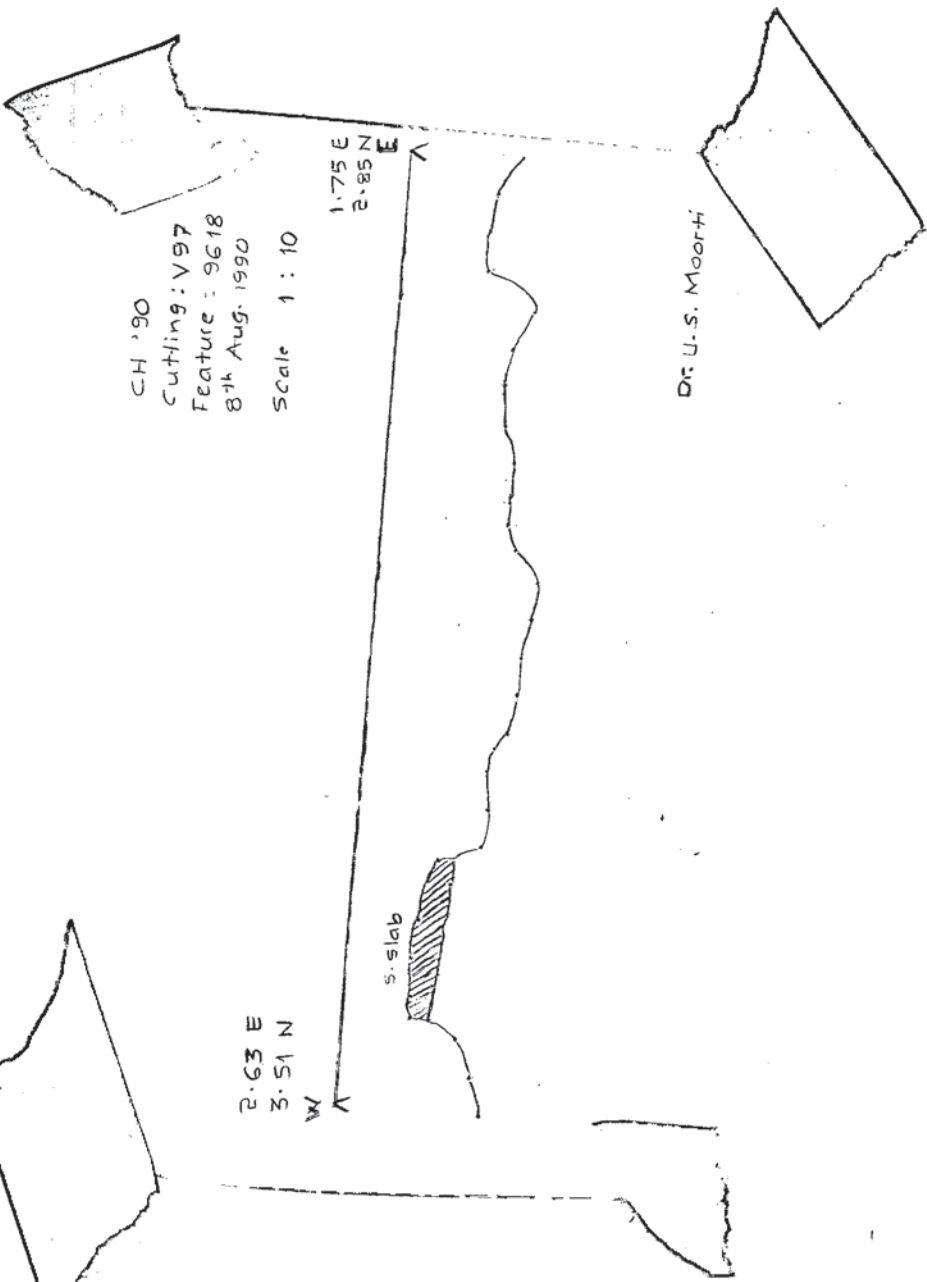 CH '90
Cutting : V97
Feature : 9618
8th Aug. 1990
Scale 1 : 10
1.75 E
2.85 N
E
2.63 E
3.51 N
W
s.slab
Dr. U.S. Moorti